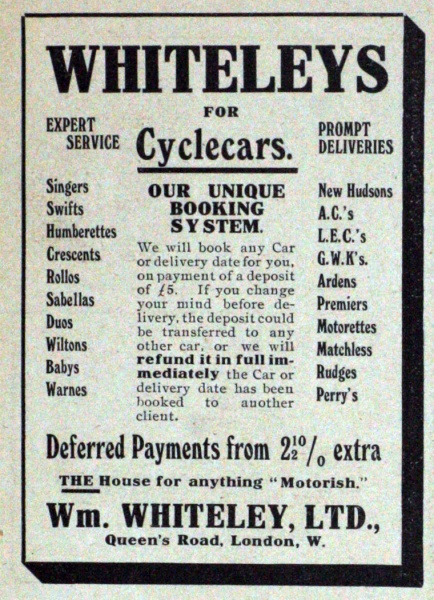 WHITELEYS
FOR
EXPERT
SERVICE
Cyclecars.
PROMPT
DELIVERIES
Singers
Swifts
Humberettes
Crescents
Rollos
Sabellas
Duos
Wiltons
Babys
Warnes
OUR UNIQUE
BOOKING
SYSTEM.
We will book any Car
or delivery date for you,
on payment of a deposit
of £5. If you change
your mind before de-
livery, the deposit could
be transferred to any
other car, or we will
refund it in full im-
mediately the Car or
delivery date has been
booked to another
client.
New Hudsons
A.C.'s
L.E.C.'s
G.W.K's.
Ardens
Premiers
Motorettes
Matchless
Rudges
Perry's
Deferred Payments from 2½% extra
THE House for anything "Motorish."
Wm. WHITELEY, LTD.,
Queen's Road, London, W.